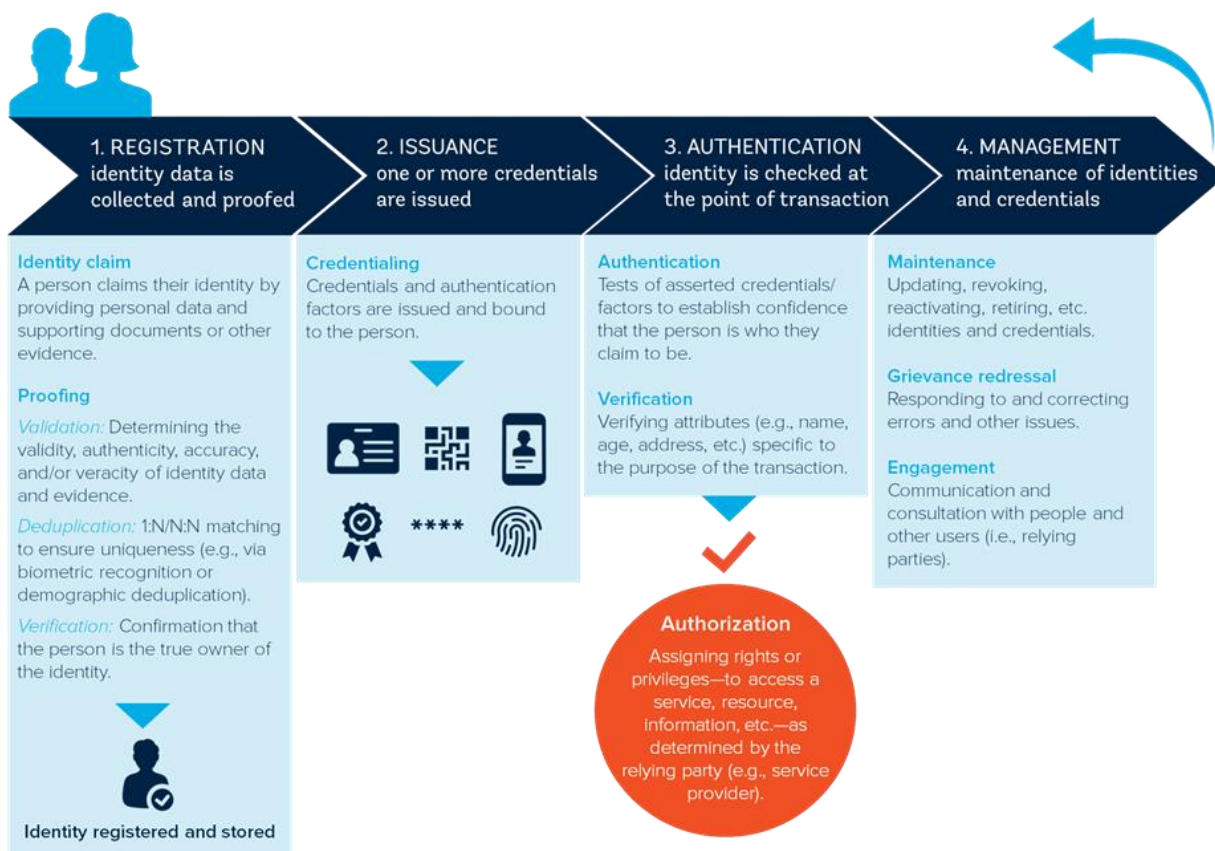 1. REGISTRATION
identity data is
collected and proofed
2. ISSUANCE
one or more credentials
are issued
3. AUTHENTICATION
identity is checked at
the point of transaction
4. MANAGEMENT
maintenance of identities
and credentials
Identity claim
A person claims their identity by
providing personal data and
supporting documents or other
evidence.
Proofing
Validation: Determining the
validity, authenticity, accuracy,
and/or veracity of identity data
and evidence.
Deduplication: 1:N/N:N matching
to ensure uniqueness (e.g., via
biometric recognition or
demographic deduplication).
Verification: Confirmation that
the person is the true owner of
the identity.
Identity registered and stored
Credentialing
Credentials and authentication
factors are issued and bound
to the person.
****
Authentication
Tests of asserted credentials/
factors to establish confidence
that the person is who they
claim to be.
Verification
Verifying attributes (e.g., name,
age, address, etc.) specific to
the purpose of the transaction.
Authorization
Assigning rights or
privileges—to access a
service, resource,
information, etc.—as
determined by the
relying party (e.g., service
provider).
Maintenance
Updating, revoking,
reactivating, retiring, etc.
identities and credentials.
Grievance redressal
Responding to and correcting
errors and other issues.
Engagement
Communication and
consultation with people and
other users (i.e., relying
parties).